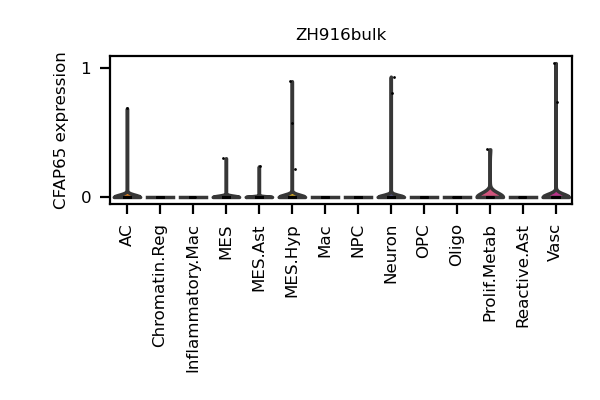 ZH916bulk
CFAP65 expression
1
0
AC
Chromatin.Reg
Inflammatory.Mac
MES
MES.Ast
MES.Hyp
Mac
NPC
Neuron
OPC
Oligo
Prolif.Metab
Reactive.Ast
Vasc